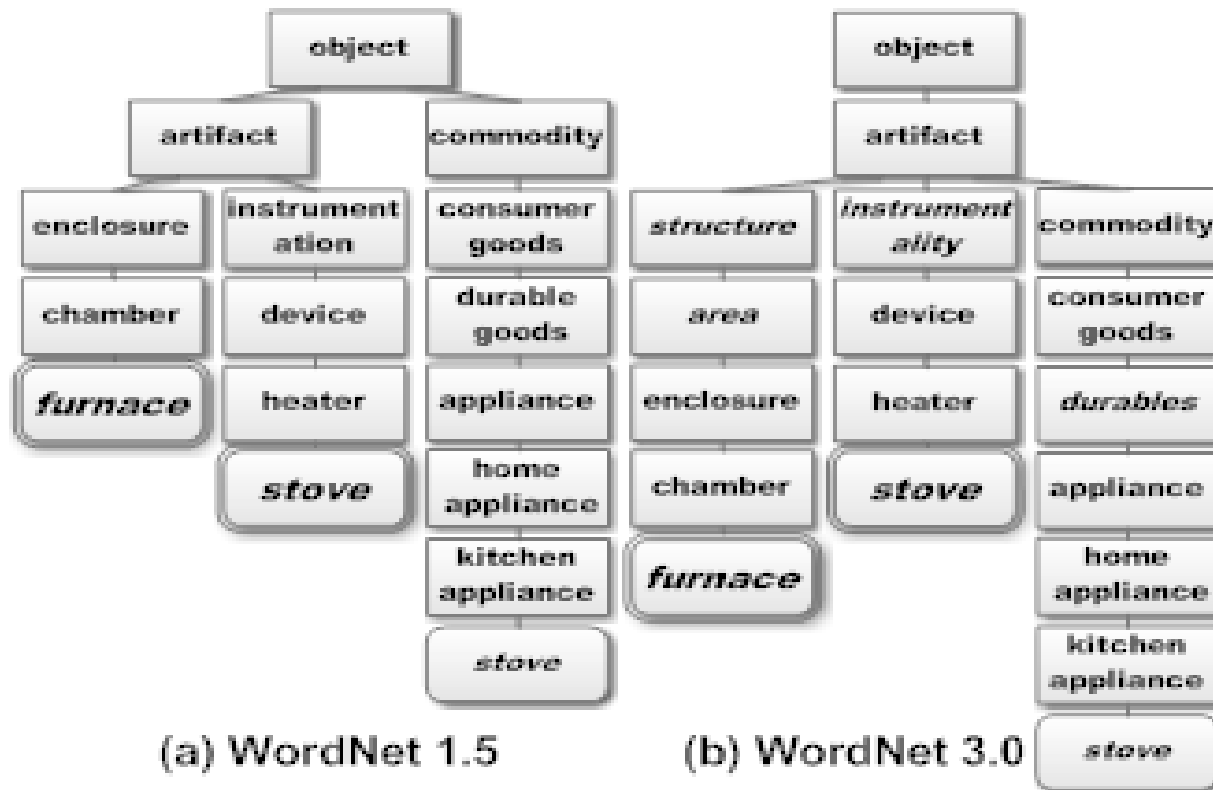 object
artifact
commodity
enclosure
instrument
ation
consumer
goods
chamber
device
durable
goods
furnace
heater
appliance
stove
home
appliance
kitchen
appliance
stove
(a) WordNet 1.5
object
artifact
structure
instrument
ality
commodity
area
device
consumer
goods
enclosure
heater
durables
chamber
stove
appliance
furnace
home
appliance
kitchen
appliance
stove
(b) WordNet 3.0